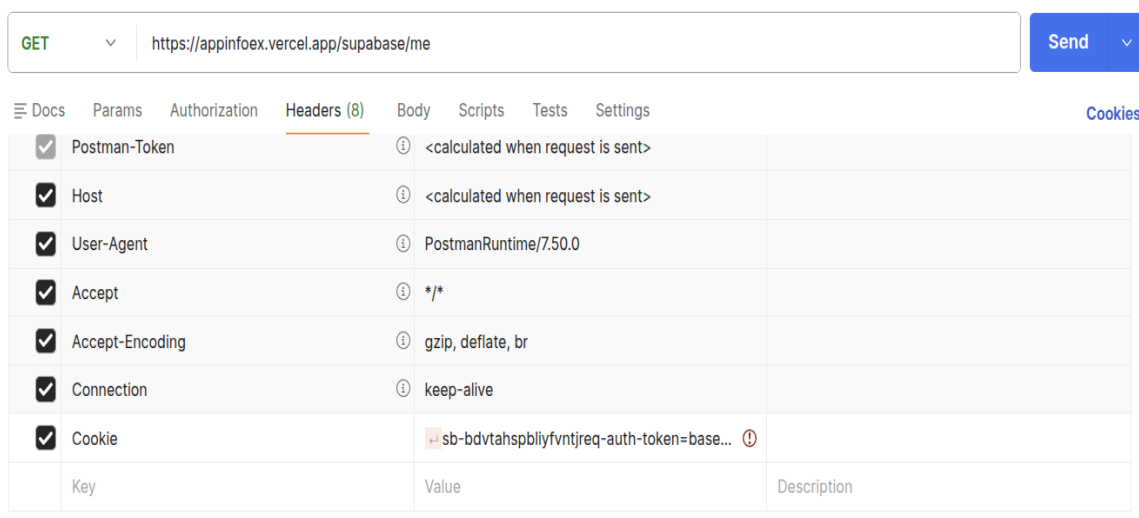 GET https://appinfoex.vercel.app/supabase/me Send
Docs Params Authorization Headers (8) Body Scripts Tests Settings Cookies
Postman-Token <calculated when request is sent>
Host <calculated when request is sent>
User-Agent PostmanRuntime/7.50.0
Accept */*
Accept-Encoding gzip, deflate, br
Connection keep-alive
Cookie ↵sb-bdvtahspbliyfvntjreq-auth-token=base...
Key Value Description